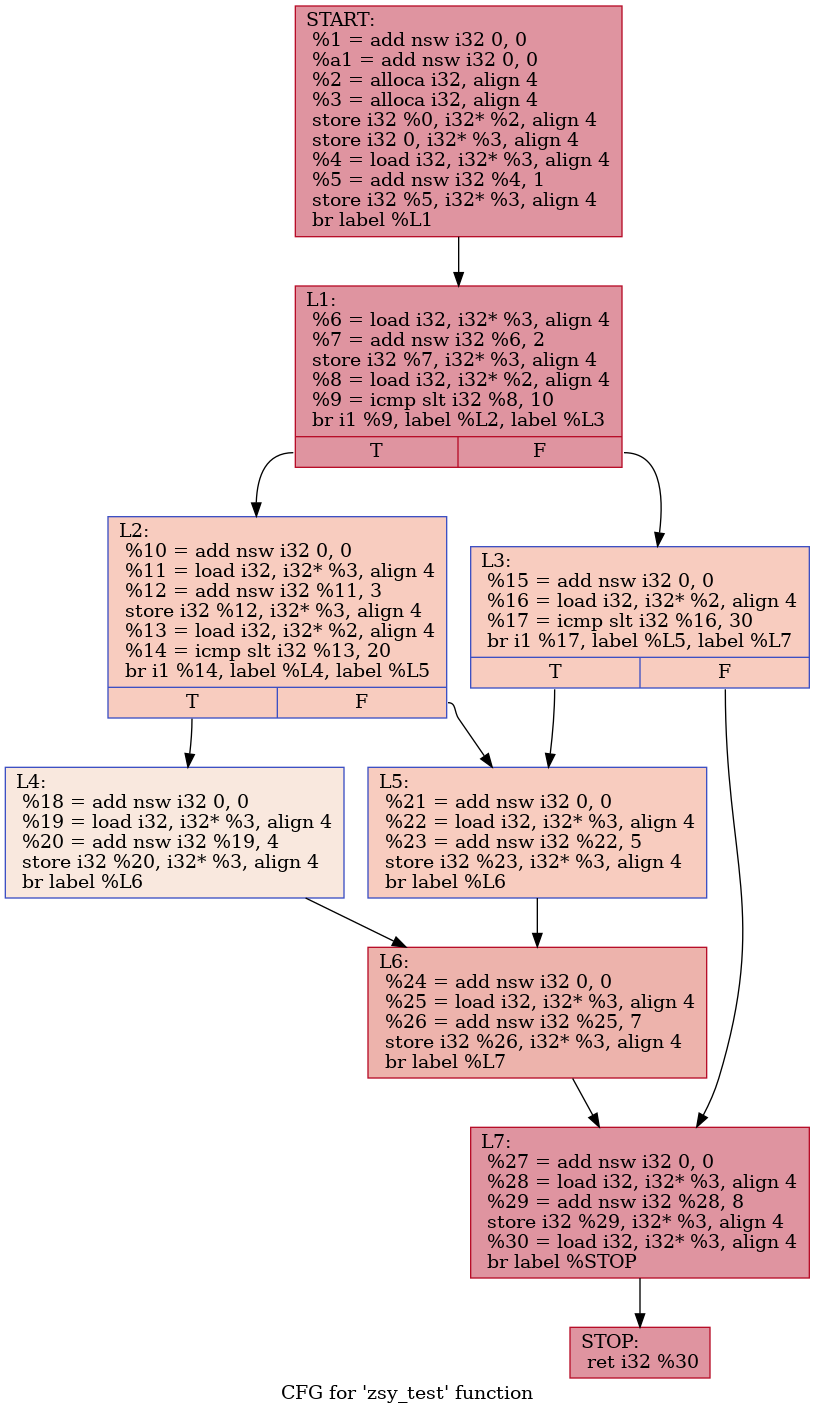 START:
%1 = add nsw i32 0, 0
%a1 = add nsw i32 0, 0
%2 = alloca i32, align 4
%3 = alloca i32, align 4
store i32 %0, i32* %2, align 4
store i32 0, i32* %3, align 4
%4 = load i32, i32* %3, align 4
%5 = add nsw i32 %4, 1
store i32 %5, i32* %3, align 4
br label %L1
L1:
%6 = load i32, i32* %3, align 4
%7 = add nsw i32 %6, 2
store i32 %7, i32* %3, align 4
%8 = load i32, i32* %2, align 4
%9 = icmp slt i32 %8, 10
br i1 %9, label %L2, label %L3
T
F
L2:
%10 = add nsw i32 0, 0
%11 = load i32, i32* %3, align 4
%12 = add nsw i32 %11, 3
store i32 %12, i32* %3, align 4
%13 = load i32, i32* %2, align 4
%14 = icmp slt i32 %13, 20
br i1 %14, label %L4, label %L5
T
F
L3:
%15 = add nsw i32 0, 0
%16 = load i32, i32* %2, align 4
%17 = icmp slt i32 %16, 30
br i1 %17, label %L5, label %L7
T
F
L4:
%18 = add nsw i32 0, 0
%19 = load i32, i32* %3, align 4
%20 = add nsw i32 %19, 4
store i32 %20, i32* %3, align 4
br label %L6
L5:
%21 = add nsw i32 0, 0
%22 = load i32, i32* %3, align 4
%23 = add nsw i32 %22, 5
store i32 %23, i32* %3, align 4
br label %L6
L6:
%24 = add nsw i32 0, 0
%25 = load i32, i32* %3, align 4
%26 = add nsw i32 %25, 7
store i32 %26, i32* %3, align 4
br label %L7
L7:
%27 = add nsw i32 0, 0
%28 = load i32, i32* %3, align 4
%29 = add nsw i32 %28, 8
store i32 %29, i32* %3, align 4
%30 = load i32, i32* %3, align 4
br label %STOP
STOP:
ret i32 %30
CFG for 'zsy_test' function